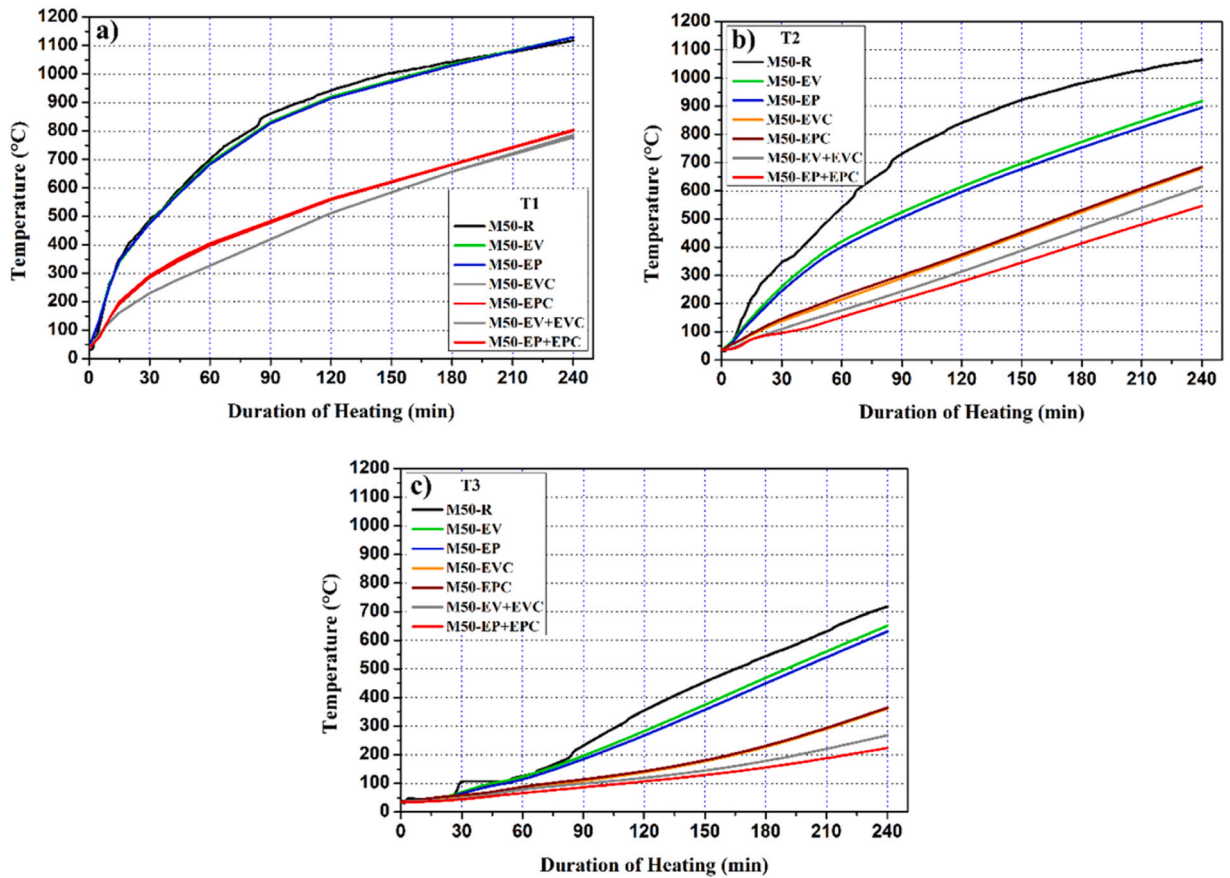 a)
1200
1100
1000
900
800
700
600
500
400
300
200
100
0
Temperature (°C)
T1
M50-R
M50-EV
M50-EP
M50-EVC
M50-EPC
M50-EV+EVC
M50-EP+EPC
0 30 60 90 120 150 180 210 240
Duration of Heating (min)
b)
1200
1100
1000
900
800
700
600
500
400
300
200
100
0
Temperature (°C)
T2
M50-R
M50-EV
M50-EP
M50-EVC
M50-EPC
M50-EV+EVC
M50-EP+EPC
0 30 60 90 120 150 180 210 240
Duration of Heating (min)
c)
1200
1100
1000
900
800
700
600
500
400
300
200
100
0
Temperature (°C)
T3
M50-R
M50-EV
M50-EP
M50-EVC
M50-EPC
M50-EV+EVC
M50-EP+EPC
0 30 60 90 120 150 180 210 240
Duration of Heating (min)